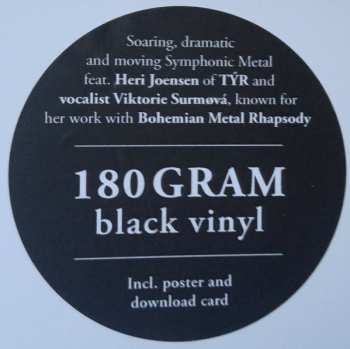 Soaring, dramatic
and moving Symphonic Metal
feat. Heri Joensen of TÝR and
vocalist Viktorie Surmøvá, known for
her work with Bohemian Metal Rhapsody
180 GRAM
black vinyl
Incl. poster and
download card